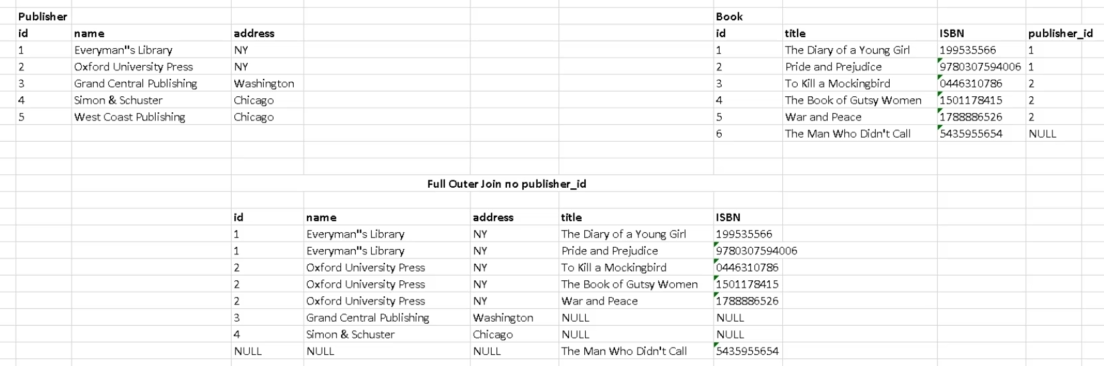 Publisher Book
id name address id title ISBN publisher_id
1 Everyman"s Library NY 1 The Diary of a Young Girl 199535566 1
2 Oxford University Press NY 2 Pride and Prejudice 9780307594006 1
3 Grand Central Publishing Washington 3 To Kill a Mockingbird 0446310786 2
4 Simon & Schuster Chicago 4 The Book of Gutsy Women 1501178415 2
5 West Coast Publishing Chicago 5 War and Peace 1788886526 2
6 The Man Who Didn't Call 5435955654 NULL
Full Outer Join no publisher_id
id name address title ISBN
1 Everyman"s Library NY The Diary of a Young Girl 199535566
1 Everyman"s Library NY Pride and Prejudice 9780307594006
2 Oxford University Press NY To Kill a Mockingbird 0446310786
2 Oxford University Press NY The Book of Gutsy Women 1501178415
2 Oxford University Press NY War and Peace 1788886526
3 Grand Central Publishing Washington NULL NULL
4 Simon & Schuster Chicago NULL NULL
NULL NULL NULL The Man Who Didn't Call 5435955654